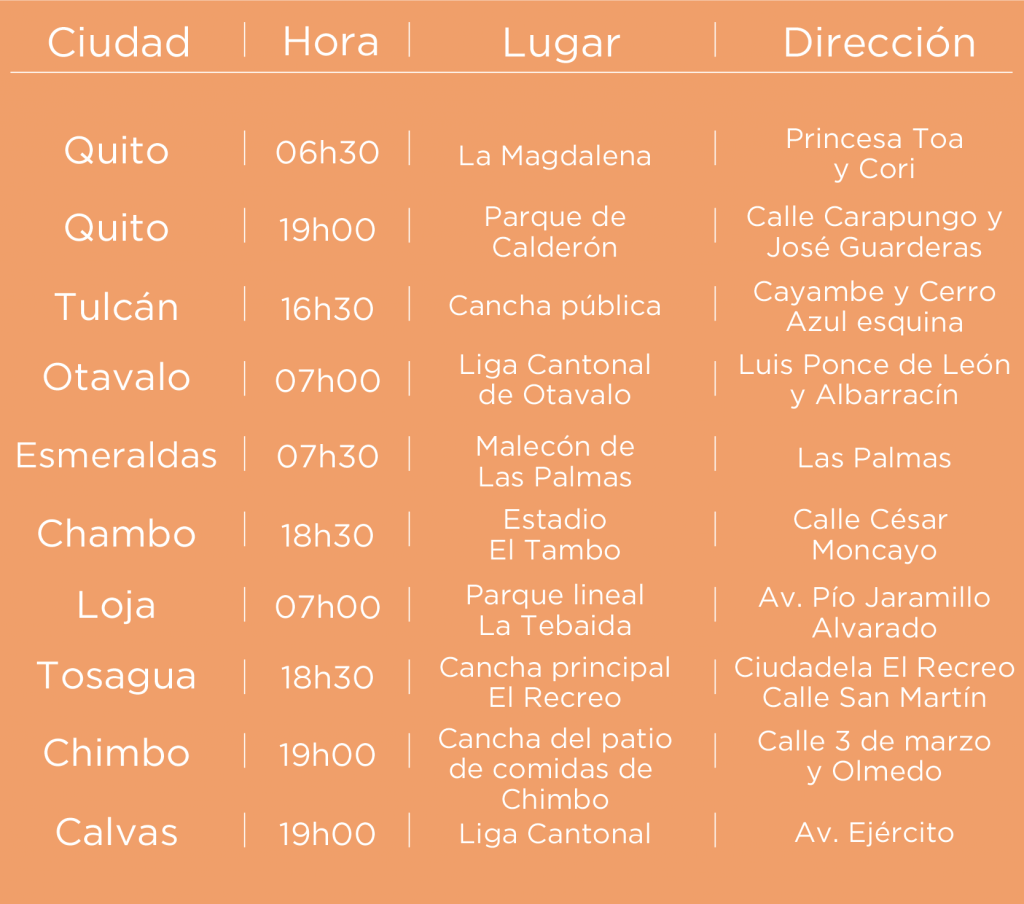 Ciudad Hora Lugar Dirección
Quito 06h30 La Magdalena Princesa Toa
y Cori
Quito 19h00 Parque de Calle Carapungo y
Calderón José Guarderas
Tulcán 16h30 Cancha pública Cayambe y Cerro
Azul esquina
Otavalo 07h00 Liga Cantonal Luis Ponce de León
de Otavalo y Albarracín
Esmeraldas 07h30 Malecón de Las Palmas
Las Palmas
Chambo 18h30 Estadio Calle César
El Tambo Moncayo
Loja 07h00 Parque lineal Av. Pío Jaramillo
La Tebaida Alvarado
Tosagua 18h30 Cancha principal Ciudadela El Recreo
El Recreo Calle San Martín
Chimbo 19h00 Cancha del patio Calle 3 de marzo
de comidas de y Olmedo
Chimbo
Calvas 19h00 Liga Cantonal Av. Ejército